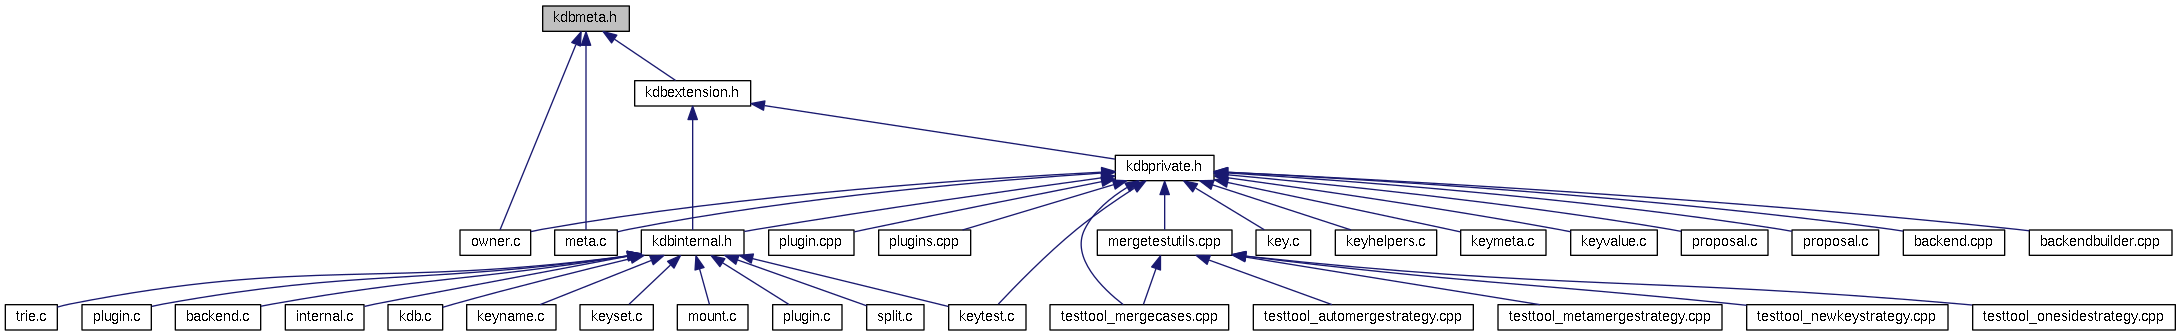 kdbmeta.h
kdbextension.h
kdbprivate.h
owner.c
meta.c
kdbinternal.h
plugin.cpp
plugins.cpp
mergetestutils.cpp
key.c
keyhelpers.c
keymeta.c
keyvalue.c
proposal.c
proposal.c
backend.cpp
backendbuilder.cpp
trie.c
plugin.c
backend.c
internal.c
kdb.c
keyname.c
keyset.c
mount.c
plugin.c
split.c
keytest.c
testtool_mergecases.cpp
testtool_automergestrategy.cpp
testtool_metamergestrategy.cpp
testtool_newkeystrategy.cpp
testtool_onesidestrategy.cpp